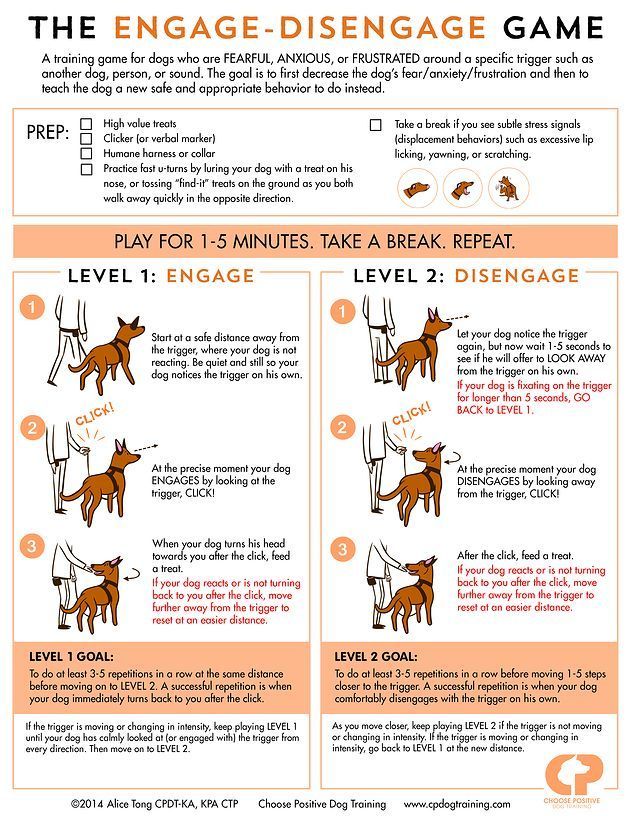 THE ENGAGE-DISENGAGE GAME
A training game for dogs who are FEARFUL, ANXIOUS, or FRUSTRATED around a specific trigger such as
another dog, person, or sound. The goal is to first decrease the dog's fear/anxiety/frustration and then to
teach the dog a new safe and appropriate behavior to do instead.
PREP:
High value treats
Clicker (or verbal marker)
Humane harness or collar
Practice fast u-turns by luring your dog with a treat on his
nose, or tossing "find-it" treats on the ground as you both
walk away quickly in the opposite direction.
Take a break if you see subtle stress signals
(displacement behaviors) such as excessive lip
licking, yawning, or scratching.
PLAY FOR 1-5 MINUTES. TAKE A BREAK. REPEAT.
LEVEL 1: ENGAGE
1
Start at a safe distance away from
the trigger, where your dog is not
reacting. Be quiet and still so your
dog notices the trigger on his own.
2
CLICK!
At the precise moment your dog
ENGAGES by looking at the
trigger, CLICK!
3
When your dog turns his head
towards you after the click, feed
a treat.
If your dog reacts or is not turning
back to you after the click, move
further away from the trigger to
reset at an easier distance.
LEVEL 1 GOAL:
To do at least 3-5 repetitions in a row at the same distance
before moving on to LEVEL 2. A successful repetition is when
your dog immediately turns back to you after the click.
If the trigger is moving or changing in intensity, keep playing LEVEL 1
until your dog has calmly looked at (or engaged with) the trigger from
every direction. Then move on to LEVEL 2.
LEVEL 2: DISENGAGE
1
Let your dog notice the trigger
again, but now wait 1-5 seconds to
see if he will offer to LOOK AWAY
from the trigger on his own.
If your dog is fixating on the trigger
for longer than 5 seconds, GO
BACK to LEVEL 1.
2
CLICK!
At the precise moment your dog
DISENGAGES by looking away
from the trigger, CLICK!
3
After the click, feed a treat.
If your dog reacts or is not turning
back to you after the click, move
further away from the trigger to
reset at an easier distance.
LEVEL 2 GOAL:
To do at least 3-5 repetitions in a row before moving 1-5 steps
closer to the trigger. A successful repetition is when your dog
comfortably disengages with the trigger on his own.
As you move closer, keep playing LEVEL 2 if the trigger is not moving
or changing in intensity. If the trigger is moving or changing in
intensity, go back to LEVEL 1 at the new distance.
CP
CHOOSE POSITIVE
DOG TRAINING
©2014 Alice Tong CPDT-KA, KPA CTP Choose Positive Dog Training www.cpdogtraining.com